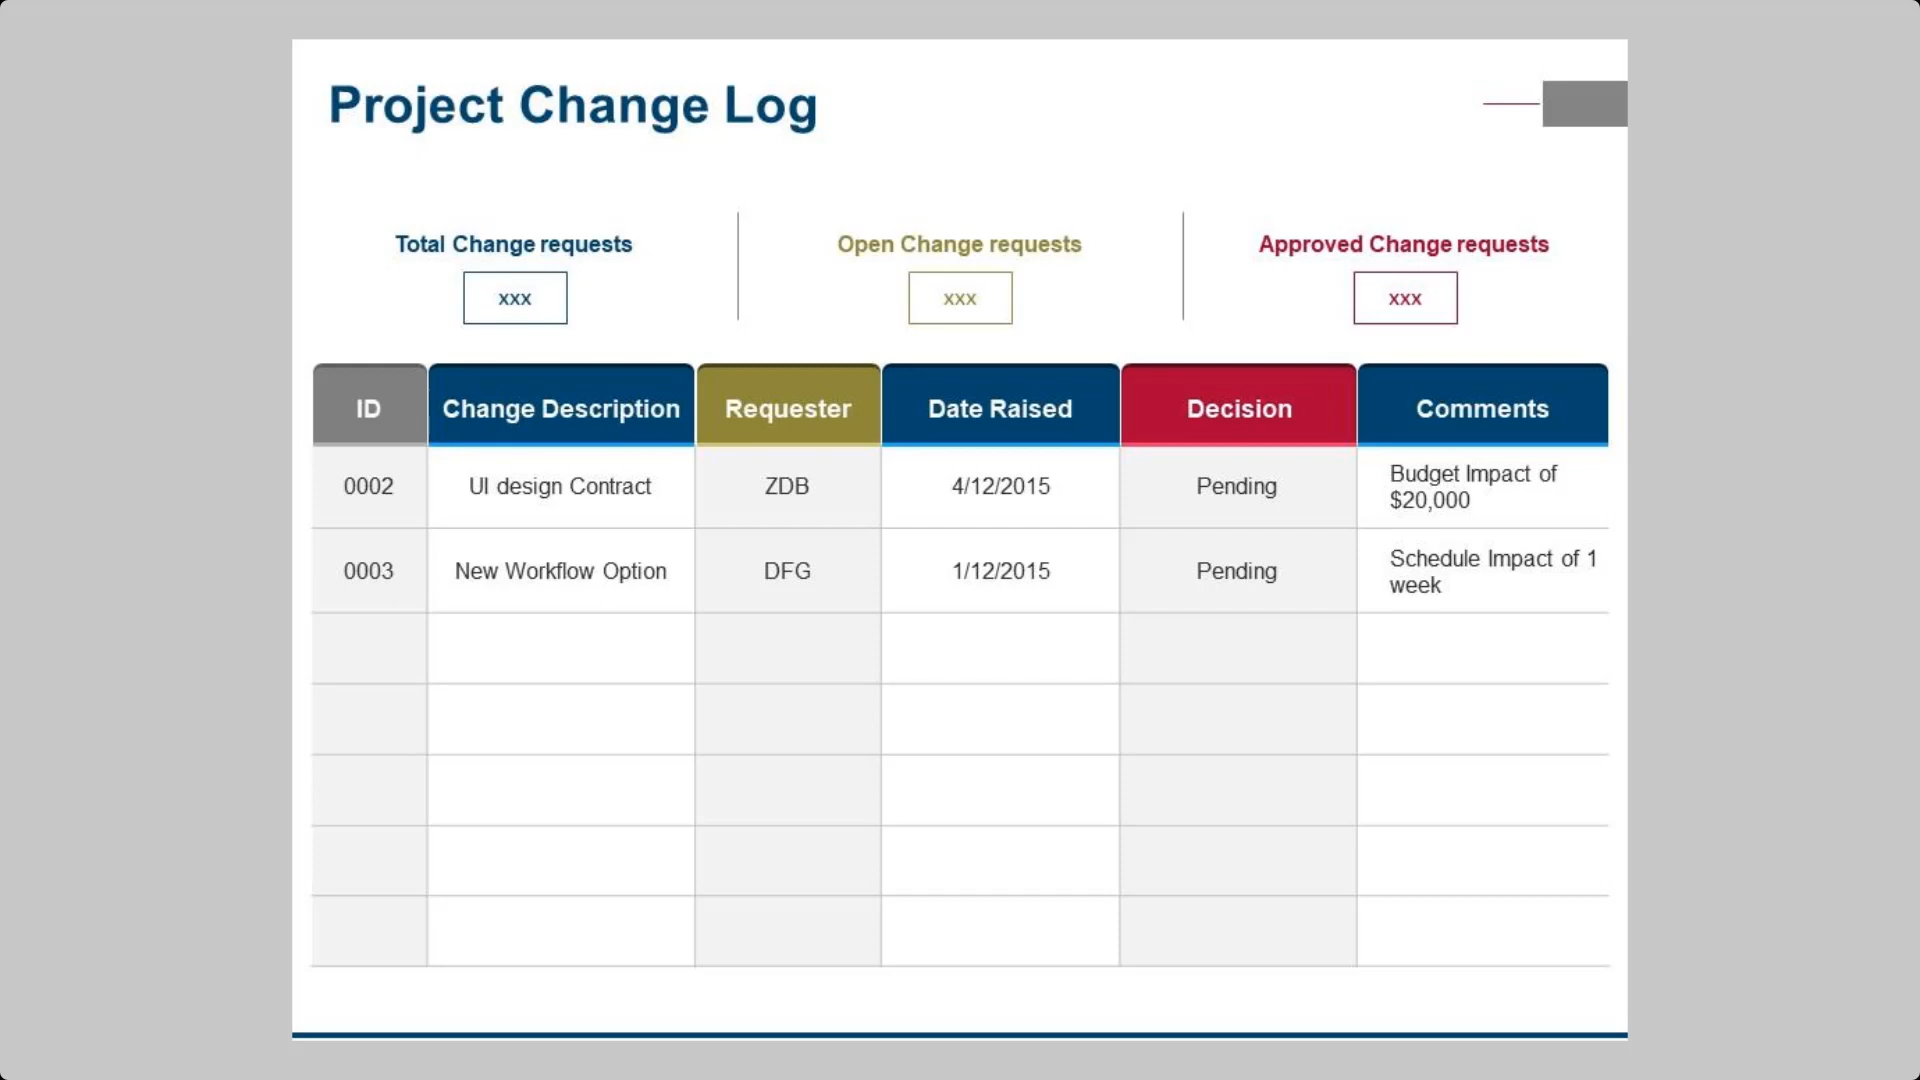 Project Change Log
Total Change requests
Open Change requests
Approved Change requests
xxx
xxx
xxx
ID Change Description Requester Date Raised Decision Comments
0002 UI design Contract ZDB 4/12/2015 Pending Budget Impact of
$20,000
0003 New Workflow Option DFG 1/12/2015 Pending Schedule Impact of 1
week